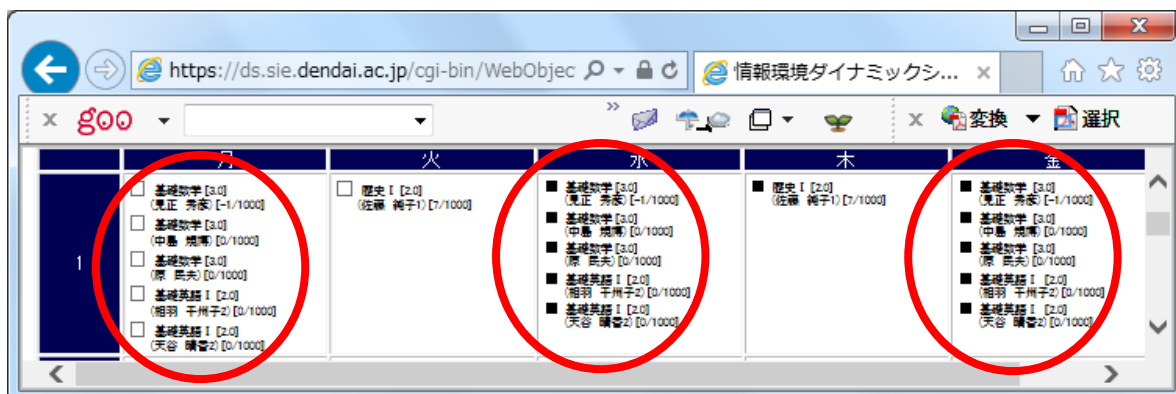 https://ds.sie.dendai.ac.jp/cgi-bin/WebObjec
情報環境ダイナミックシ...
goo
変換
選択
月 火 水 木 金
1
基礎数学 [3.0]
(見正 秀彦) [-1/1000]
基礎数学 [3.0]
(中島 規博) [0/1000]
基礎数学 [3.0]
(原 民夫) [0/1000]
基礎英語 I [2.0]
(相羽 千州子2) [0/1000]
基礎英語 I [2.0]
(天谷 晴香2) [0/1000]
歴史 I [2.0]
(佐藤 純子1) [7/1000]
基礎数学 [3.0]
(見正 秀彦) [-1/1000]
基礎数学 [3.0]
(中島 規博) [0/1000]
基礎数学 [3.0]
(原 民夫) [0/1000]
基礎英語 I [2.0]
(相羽 千州子2) [0/1000]
基礎英語 I [2.0]
(天谷 晴香2) [0/1000]
歴史 I [2.0]
(佐藤 純子1) [7/1000]
基礎数学 [3.0]
(見正 秀彦) [-1/1000]
基礎数学 [3.0]
(中島 規博) [0/1000]
基礎数学 [3.0]
(原 民夫) [0/1000]
基礎英語 I [2.0]
(相羽 千州子2) [0/1000]
基礎英語 I [2.0]
(天谷 晴香2) [0/1000]